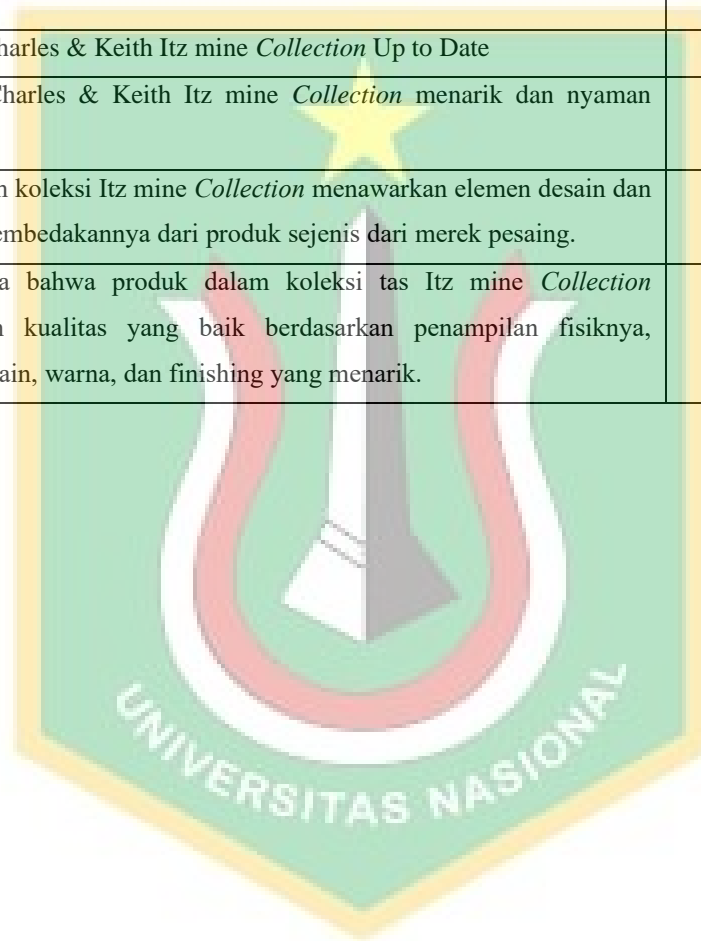 harles & Keith Itz mine Collection Up to Date
Charles & Keith Itz mine Collection menarik dan nyaman
koleksi Itz mine Collection menawarkan elemen desain dan
embedakannya dari produk sejenis dari merek pesaing.
a bahwa produk dalam koleksi tas Itz mine Collection
kualitas yang baik berdasarkan penampilan fisiknya,
ain, warna, dan finishing yang menarik.
UNIVERSITAS NASIONAL